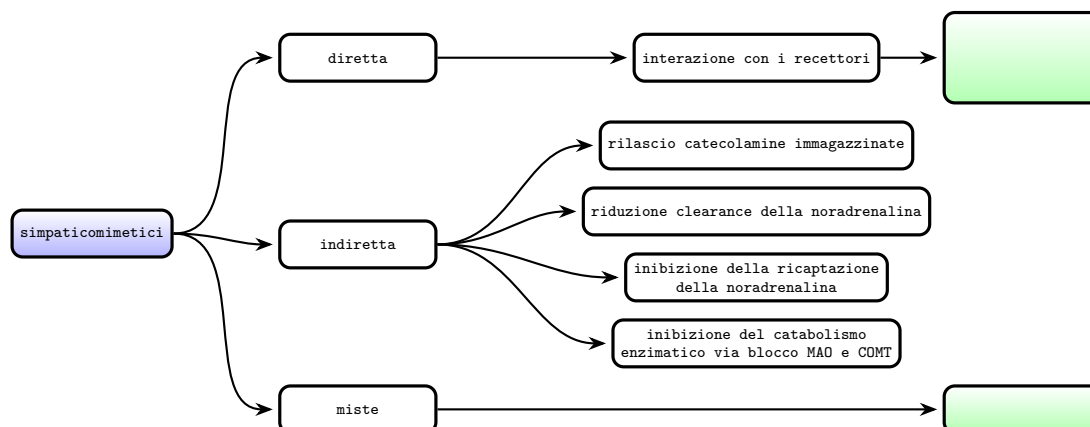 diretta
interazione con i recettori
rilascio catecolamine immagazzinate
riduzione clearance della noradrenalina
simpaticomimetici
indiretta
inibizione della ricaptazione
della noradrenalina
inibizione del catabolismo
enzimatico via blocco MAO e COMT
miste